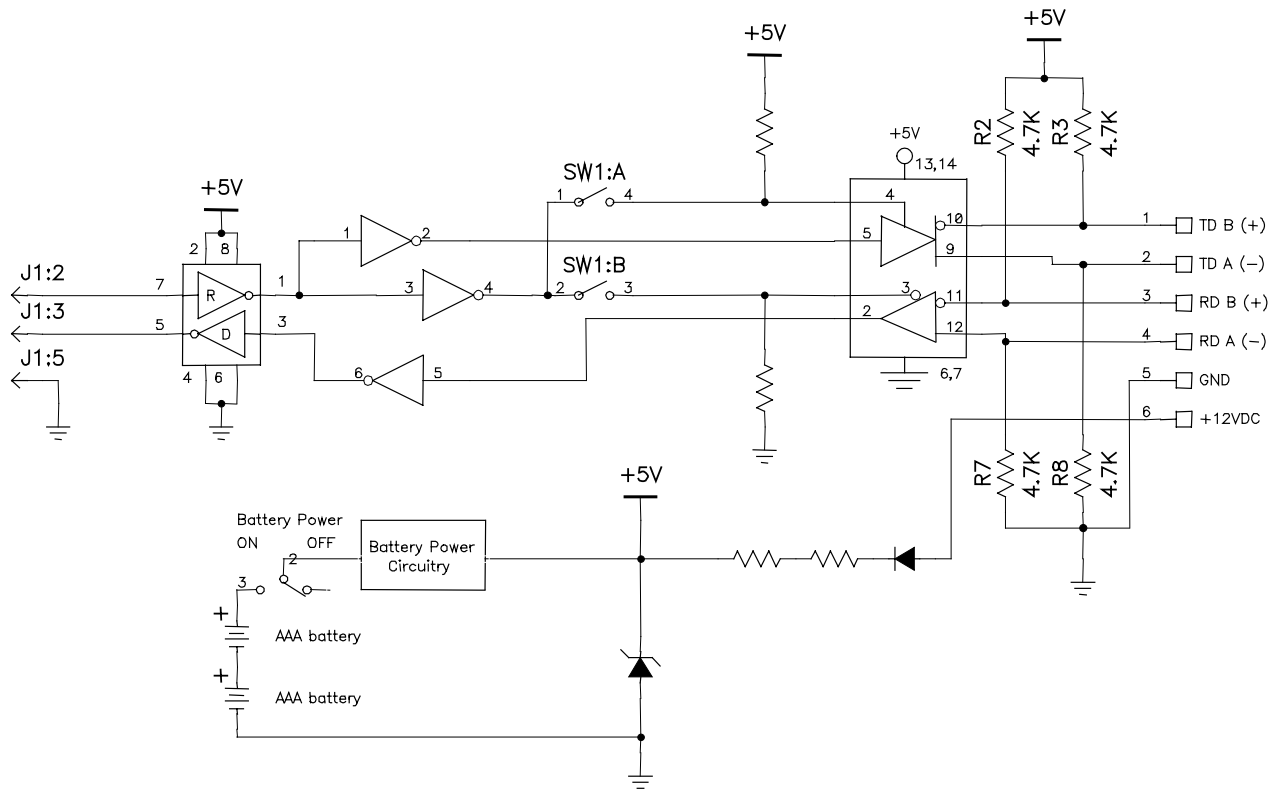 +5V
+5V
R2
4.7K
R3
4.7K
+5V
13,14
SW1:A
1
4
4
+5V
2
8
1
2
5
10
9
1
TD B (+)
2
TD A (-)
SW1:B
J1:2
7
R
1
3
4
2
3
3
11
3
RD B (+)
J1:3
5
D
3
2
12
4
RD A (-)
J1:5
4
6
6
5
6,7
5
GND
6
+12VDC
R7
4.7K
R8
4.7K
+5V
Battery Power
ON
OFF
2
Battery Power
Circuitry
3
+
AAA battery
+
AAA battery